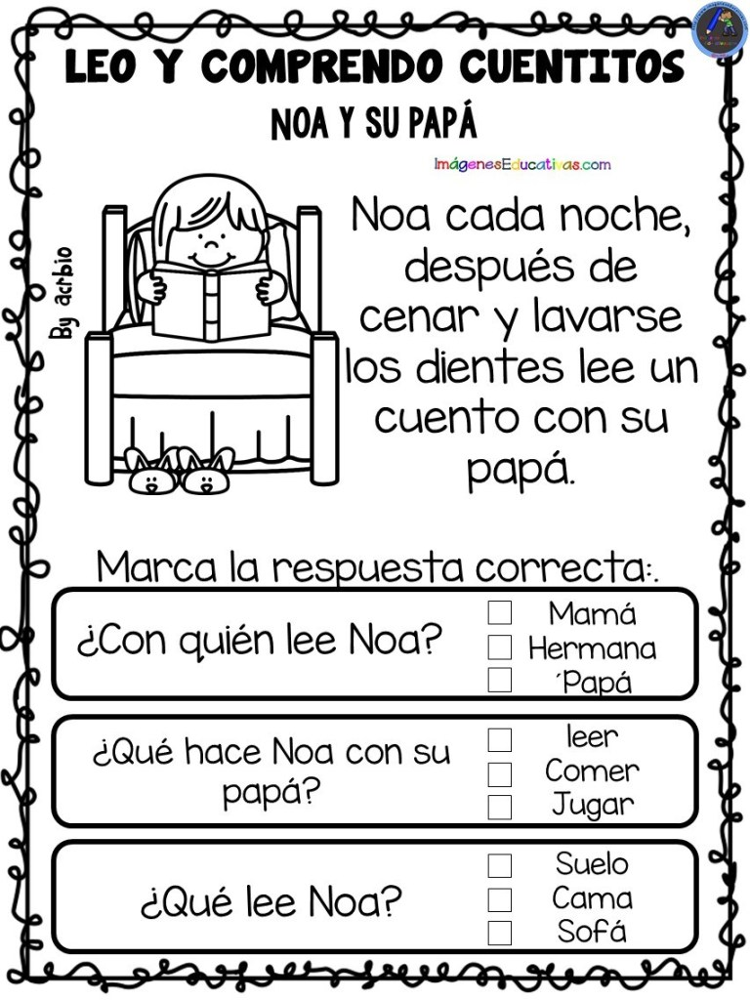 LEO Y COMPRENDO CUENTITOS
NOA Y SU PAPÁ
ImágenesEducativas.com
By acrbio
Noa cada noche,
después de
cenar y lavarse
los dientes lee un
cuento con su
papá.
Marca la respuesta correcta:.
¿Con quién lee Noa?
Mamá
Hermana
´Papá
¿Qué hace Noa con su
papá?
leer
Comer
Jugar
¿Qué lee Noa?
Suelo
Cama
Sofá